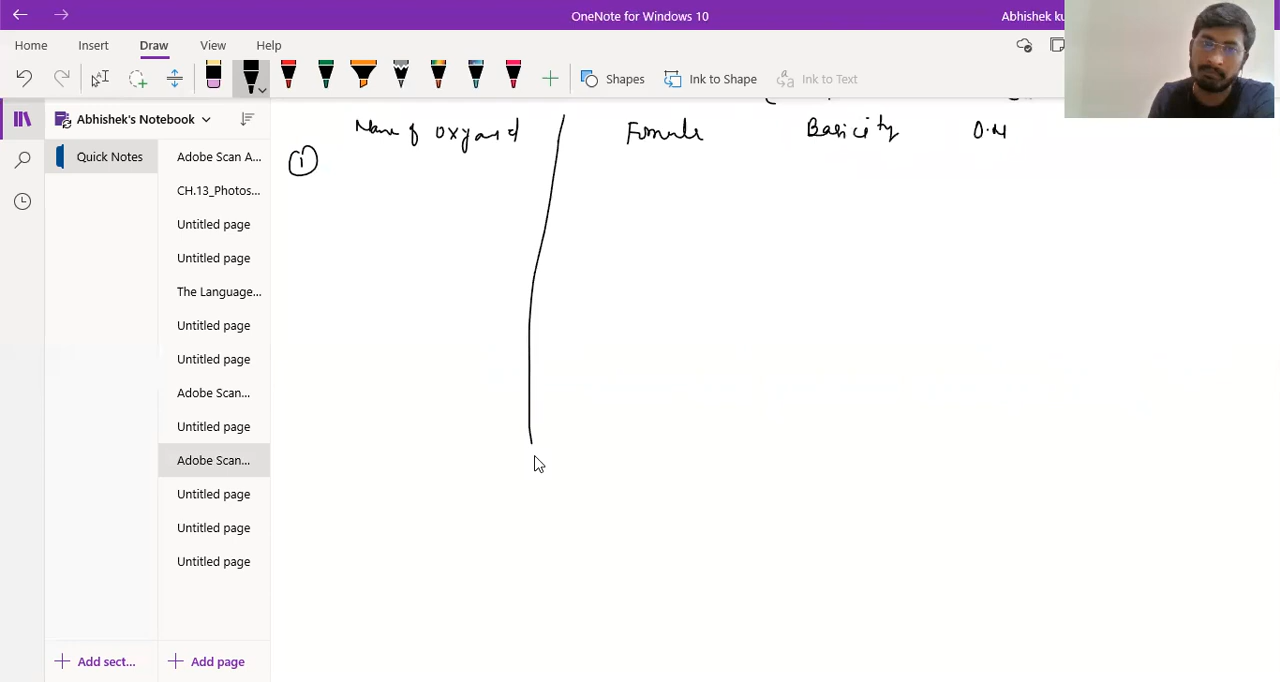 OneNote for Windows 10
Abhishek ku
Home Insert Draw View Help
Shapes Ink to Shape Ink to Text
Abhishek's Notebook
Quick Notes
Adobe Scan A...
CH.13_Photos...
Untitled page
Untitled page
The Language...
Untitled page
Untitled page
Adobe Scan...
Untitled page
Adobe Scan...
Untitled page
Untitled page
Untitled page
Add sect...
Add page
Name of Oxyacid Formula Basicity O.N
1